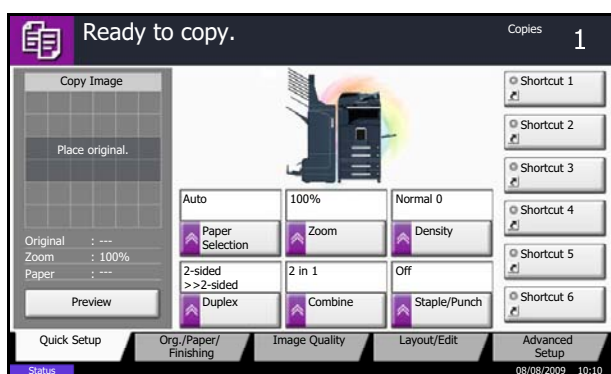 Ready to copy.
Copies
1
Copy Image
Place original.
Original : ---
Zoom : 100%
Paper : ---
Preview
Auto
Paper
Selection
100%
Zoom
Normal 0
Density
2-sided
>>2-sided
Duplex
2 in 1
Combine
Off
Staple/Punch
Shortcut 1
Shortcut 2
Shortcut 3
Shortcut 4
Shortcut 5
Shortcut 6
Quick Setup
Org./Paper/
Finishing
Image Quality
Layout/Edit
Advanced
Setup
Status
08/08/2009 10:10